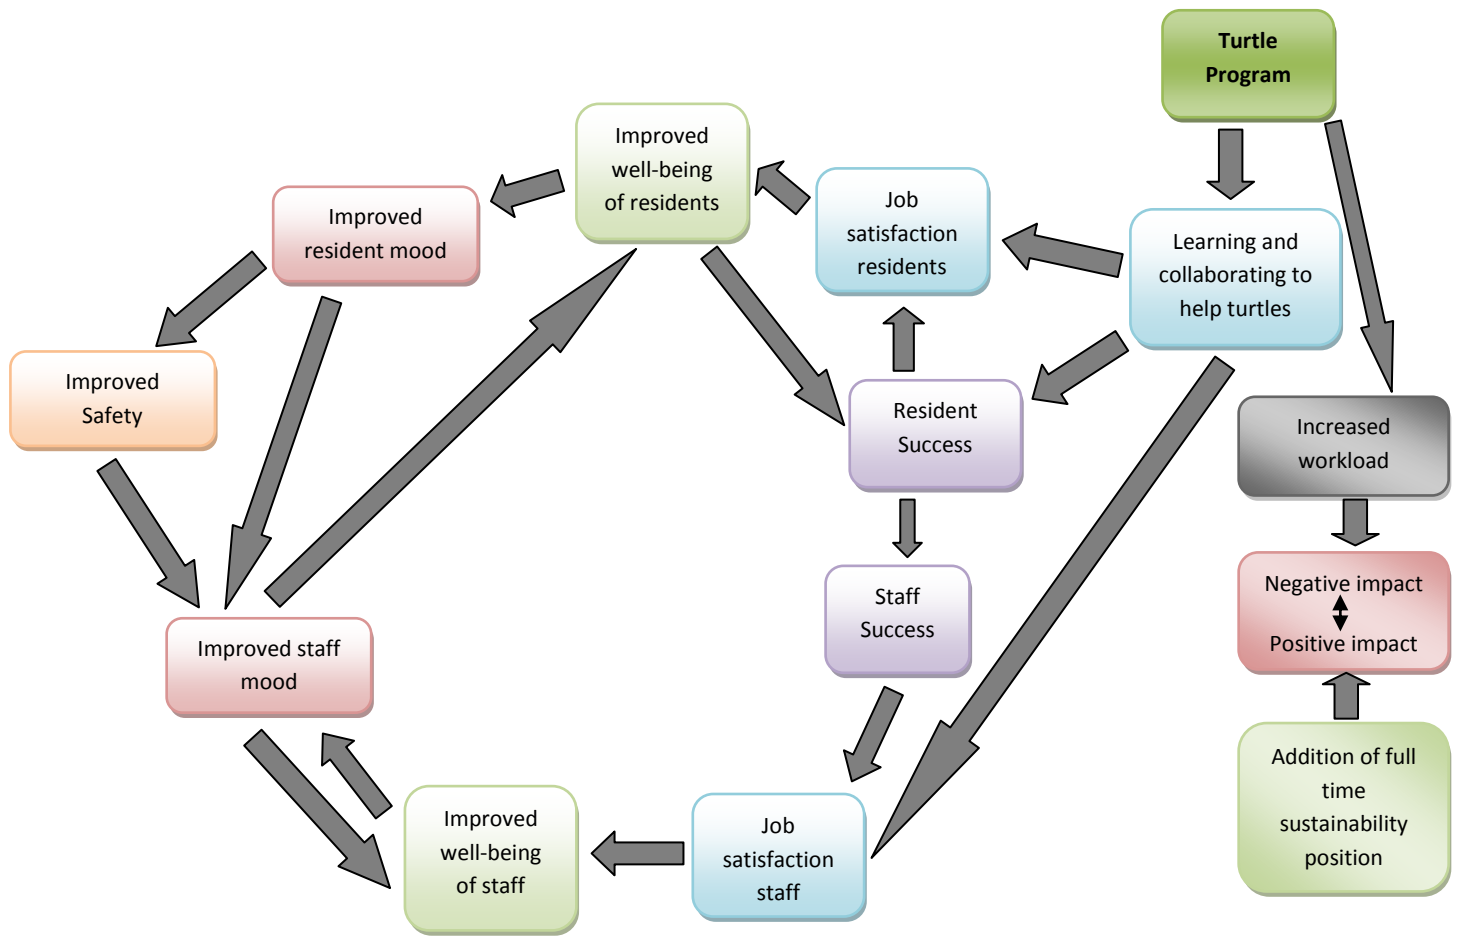 Turtle
Program
Improved
well-being
of residents
Job
satisfaction
residents
Improved
resident mood
Learning and
collaborating to
help turtles
Improved
Safety
Resident
Success
Increased
workload
Negative impact
Positive impact
Staff
Success
Improved staff
mood
Addition of full
time
sustainability
position
Improved
well-being
of staff
Job
satisfaction
staff